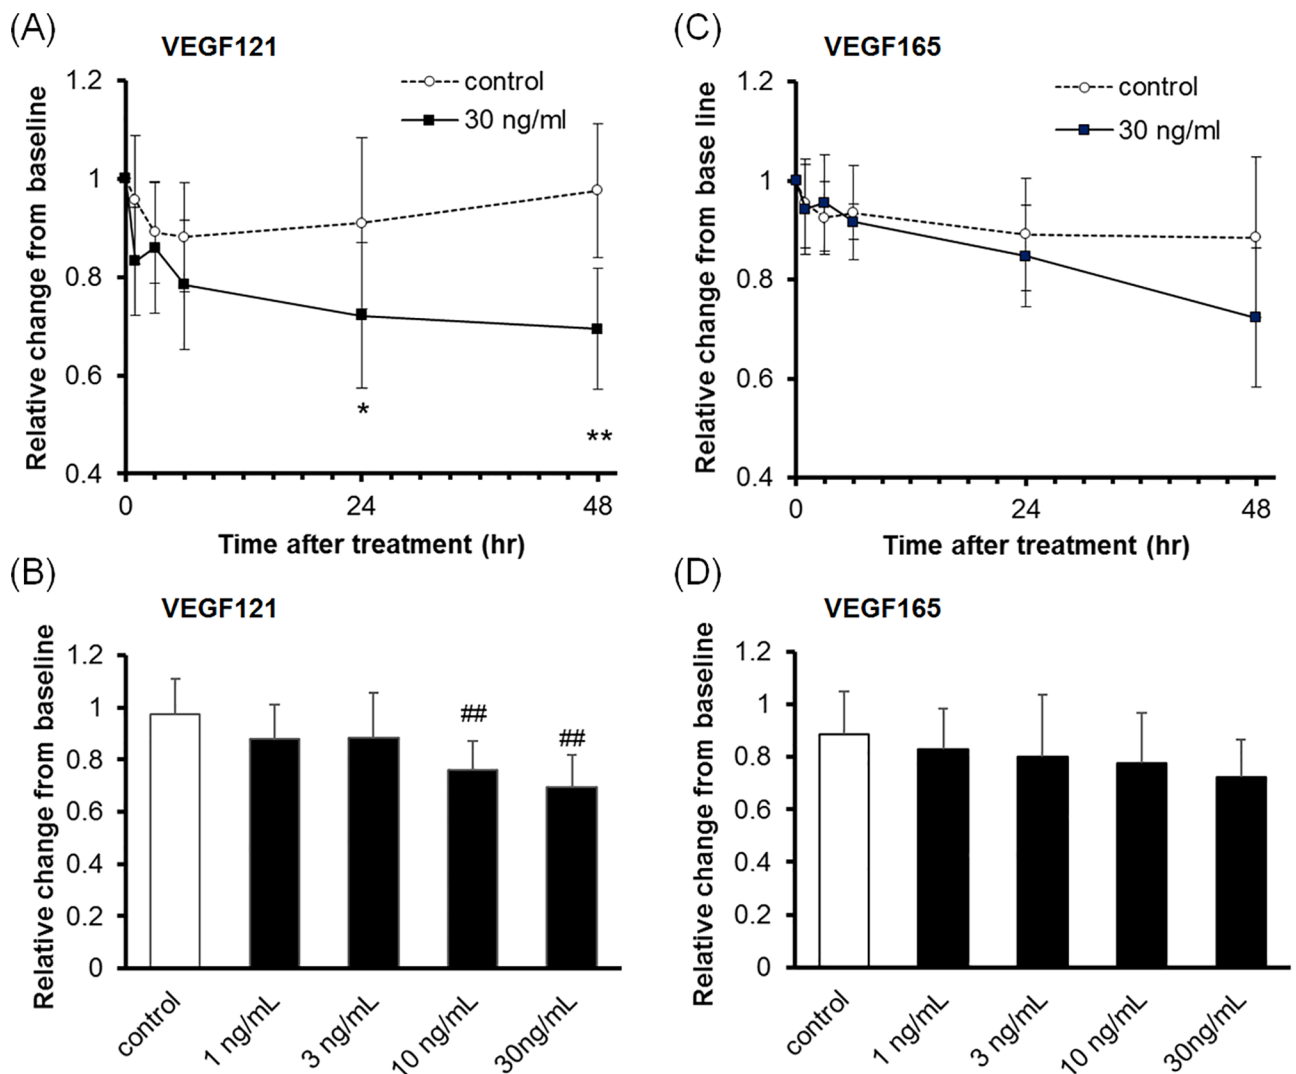 (A)
VEGF121
control
30 ng/ml
Relative change from baseline
1.2
1
0.8
0.6
0.4
*
**
0
24
48
Time after treatment (hr)
(C)
VEGF165
control
30 ng/ml
Relative change from base line
1.2
1
0.8
0.6
0.4
0
24
48
Time after treatment (hr)
(B)
VEGF121
Relative change from baseline
1.2
1
0.8
0.6
0.4
0.2
0
##
##
control
1 ng/mL
3 ng/mL
10 ng/mL
30ng/mL
(D)
VEGF165
Relative change from baseline
1.2
1
0.8
0.6
0.4
0.2
0
control
1 ng/mL
3 ng/mL
10 ng/mL
30ng/mL